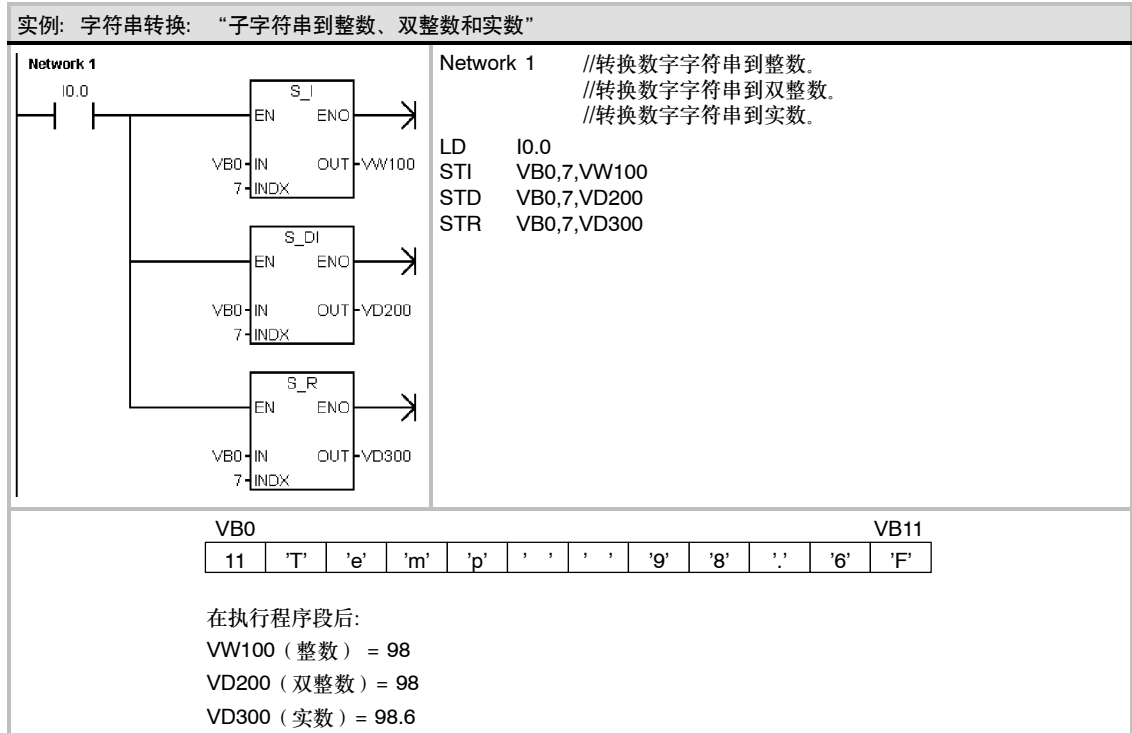 实例: 字符串转换: “子字符串到整数、双整数和实数”
Network 1
I0.0
S_I
EN ENO
VB0 IN OUT VW100
7 INDX
S_DI
EN ENO
VB0 IN OUT VD200
7 INDX
S_R
EN ENO
VB0 IN OUT VD300
7 INDX
Network 1 //转换数字字符串到整数。
//转换数字字符串到双整数。
//转换数字字符串到实数。
LD I0.0
STI VB0,7,VW100
STD VB0,7,VD200
STR VB0,7,VD300
VB0 VB11
11 ’T’ ’e’ ’m’ ’p’ ’ ’ ’ ’ ’9’ ’8’ ’.’ ’6’ ’F’
在执行程序段后:
VW100（整数） = 98
VD200（双整数）= 98
VD300（实数）= 98.6